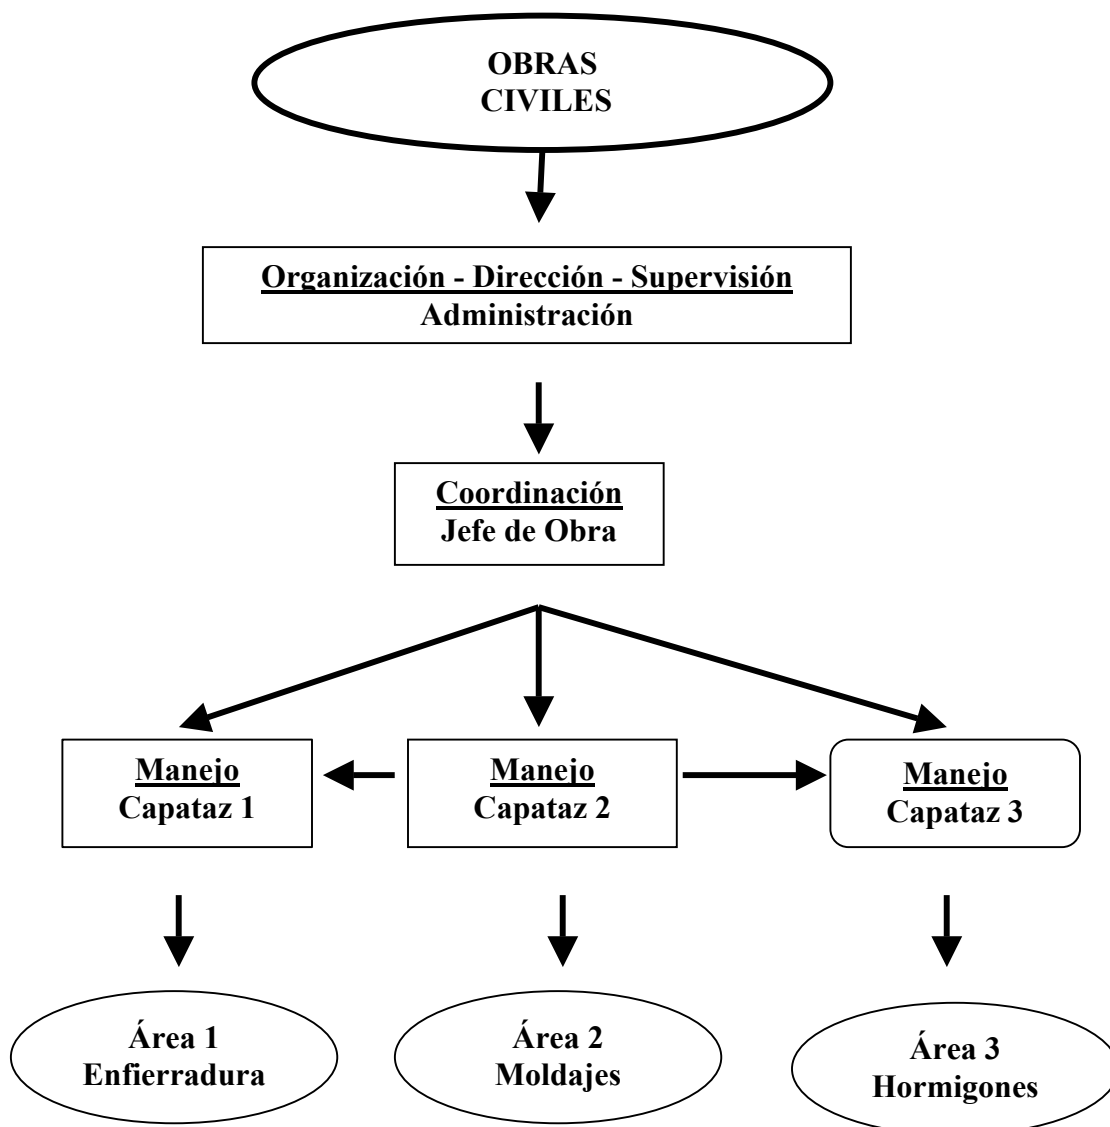 OBRAS
CIVILES
Organización - Dirección - Supervisión
Administración
Coordinación
Jefe de Obra
Manejo
Capataz 1
Manejo
Capataz 2
Manejo
Capataz 3
Área 1
Enfierradura
Área 2
Moldajes
Área 3
Hormigones